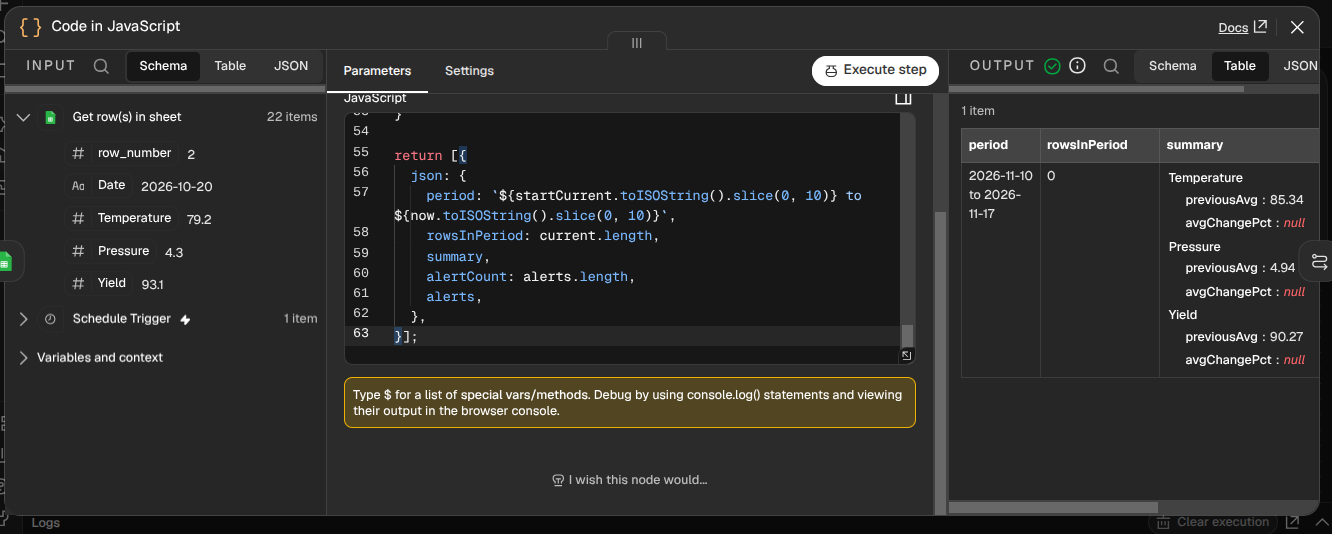 Code in JavaScript
Docs
INPUT
Schema
Table
JSON
Get row(s) in sheet
22 items
# row_number 2
Aa Date 2026-10-20
# Temperature 79.2
# Pressure 4.3
# Yield 93.1
Schedule Trigger
1 item
Variables and context
Parameters
Settings
Execute step
JavaScript
53 }
54
55 return [{
56 json: {
57 period: `${startCurrent.toISOString().slice(0, 10)} to
${now.toISOString().slice(0, 10)}`,
58 rowsInPeriod: current.length,
59 summary,
60 alertCount: alerts.length,
61 alerts,
62 },
63 }];
Type $ for a list of special vars/methods. Debug by using console.log() statements and viewing
their output in the browser console.
I wish this node would...
OUTPUT
Schema
Table
JSON
1 item
period
rowsInPeriod
summary
2026-11-10
to 2026-
11-17
0
Temperature
previousAvg : 85.34
avgChangePct : null
Pressure
previousAvg : 4.94
avgChangePct : null
Yield
previousAvg : 90.27
avgChangePct : null
Logs
Clear execution